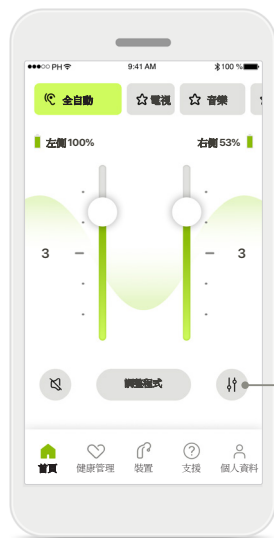 PH 9:41 AM 100 %
全自動 電視 音樂
左側 100% 右側 53%
3 3
調整程式
首頁 健康管理 裝置 支援 個人資料